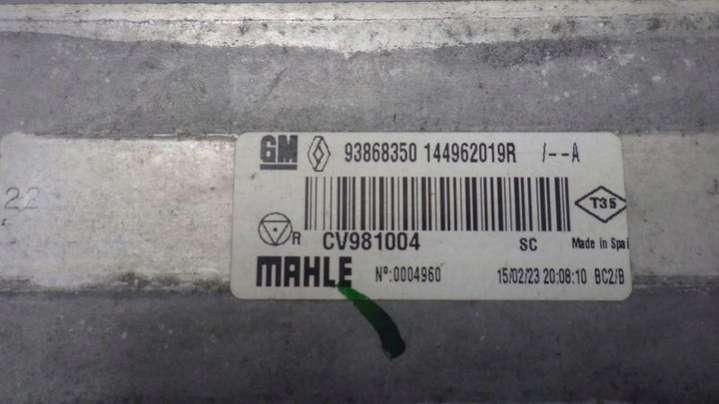 GM 93868350 144962019R /--A
T35
22
R CV981004 SC Made in Spai
MAHLE Nº:0004960 15/02/23 20:08:10 BC2/B